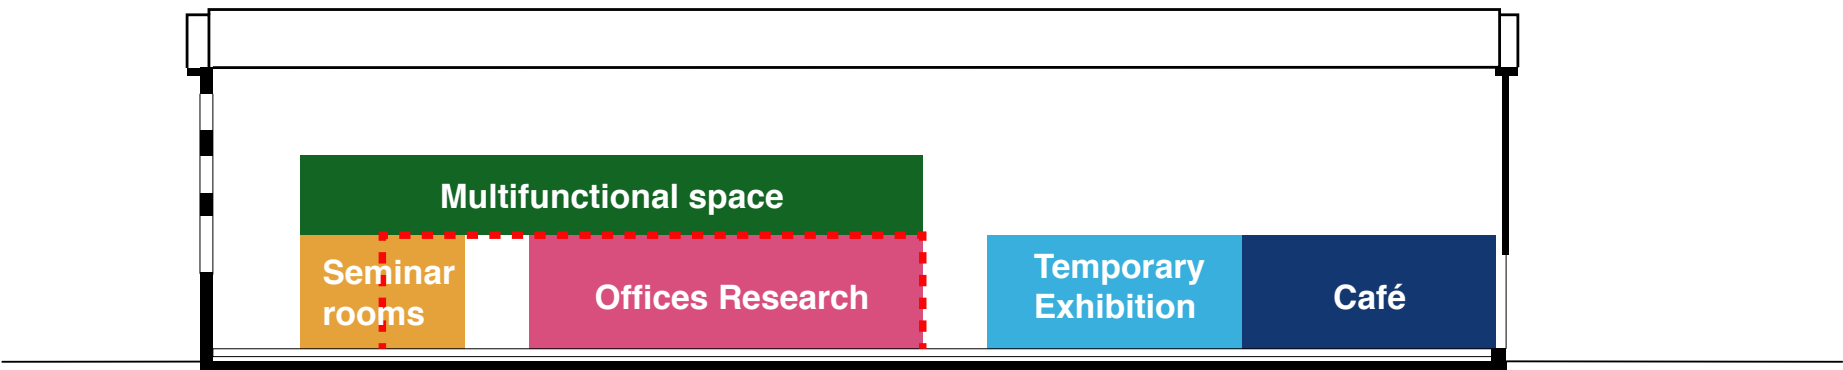 Multifunctional space
Seminar
rooms
Offices Research
Temporary
Exhibition
Café